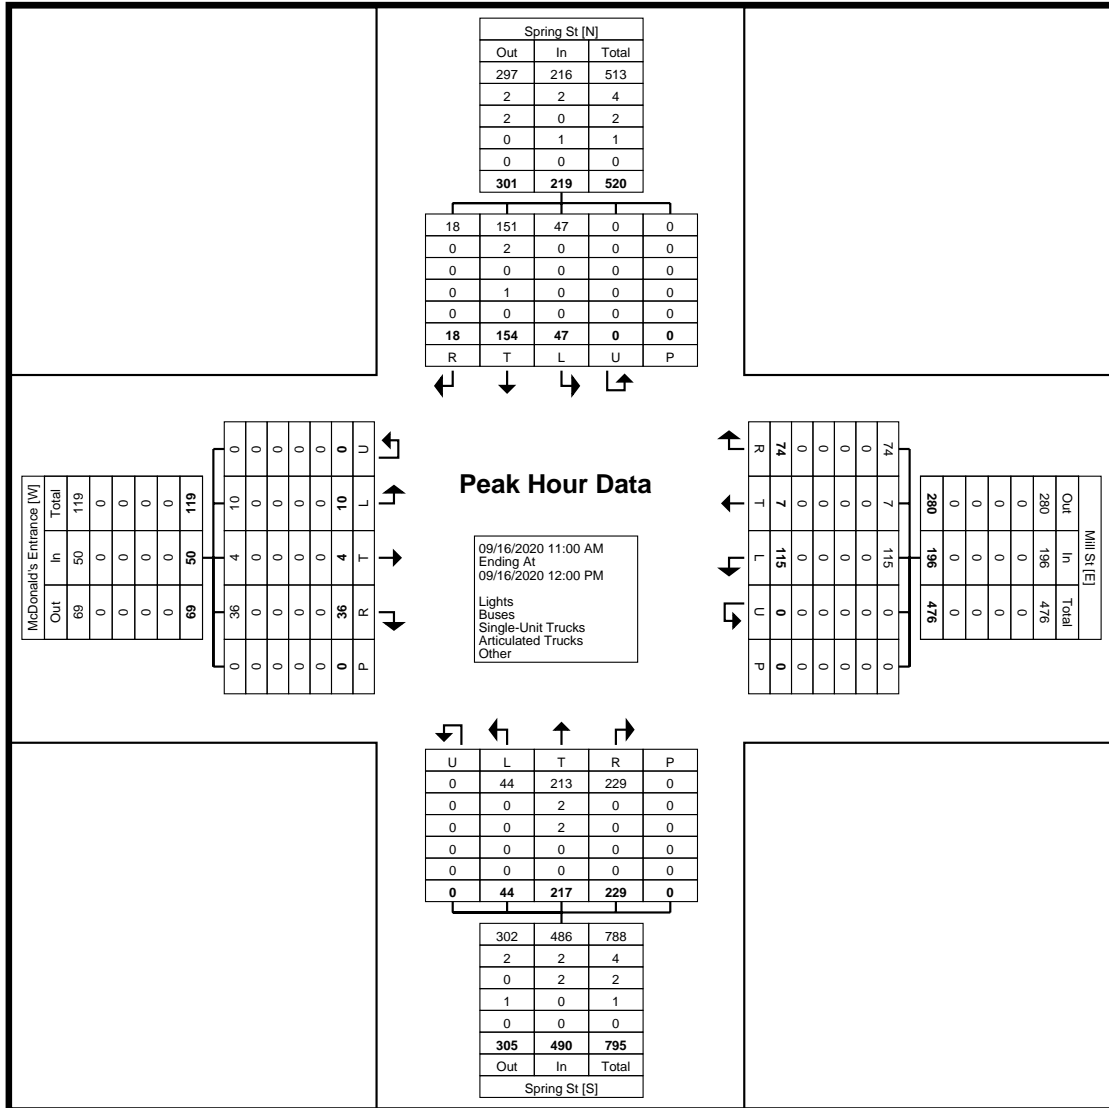 Spring St [N]
Out In Total
297 216 513
2 2 4
2 0 2
0 1 1
0 0 0
301 219 520
18 151 47 0 0
0 2 0 0 0
0 0 0 0 0
0 1 0 0 0
0 0 0 0 0
18 154 47 0 0
R T L U P
McDonald's Entrance [W]
Total In Out
119 50 69
0 0 0
0 0 0
0 0 0
0 0 0
119 50 69
0 10 4 36 0
0 0 0 0 0
0 0 0 0 0
0 0 0 0 0
0 0 0 0 0
0 10 4 36 0
U L T R P
Peak Hour Data
09/16/2020 11:00 AM
Ending At
09/16/2020 12:00 PM
Lights
Buses
Single-Unit Trucks
Articulated Trucks
Other
Mill St [E]
Out In Total
280 196 476
0 0 0
0 0 0
0 0 0
0 0 0
280 196 476
74 7 115 0 0
0 0 0 0 0
0 0 0 0 0
0 0 0 0 0
0 0 0 0 0
74 7 115 0 0
R T L U P
U L T R P
0 44 213 229 0
0 0 2 0 0
0 0 2 0 0
0 0 0 0 0
0 0 0 0 0
0 44 217 229 0
302 486 788
2 2 4
0 2 2
1 0 1
0 0 0
305 490 795
Out In Total
Spring St [S]